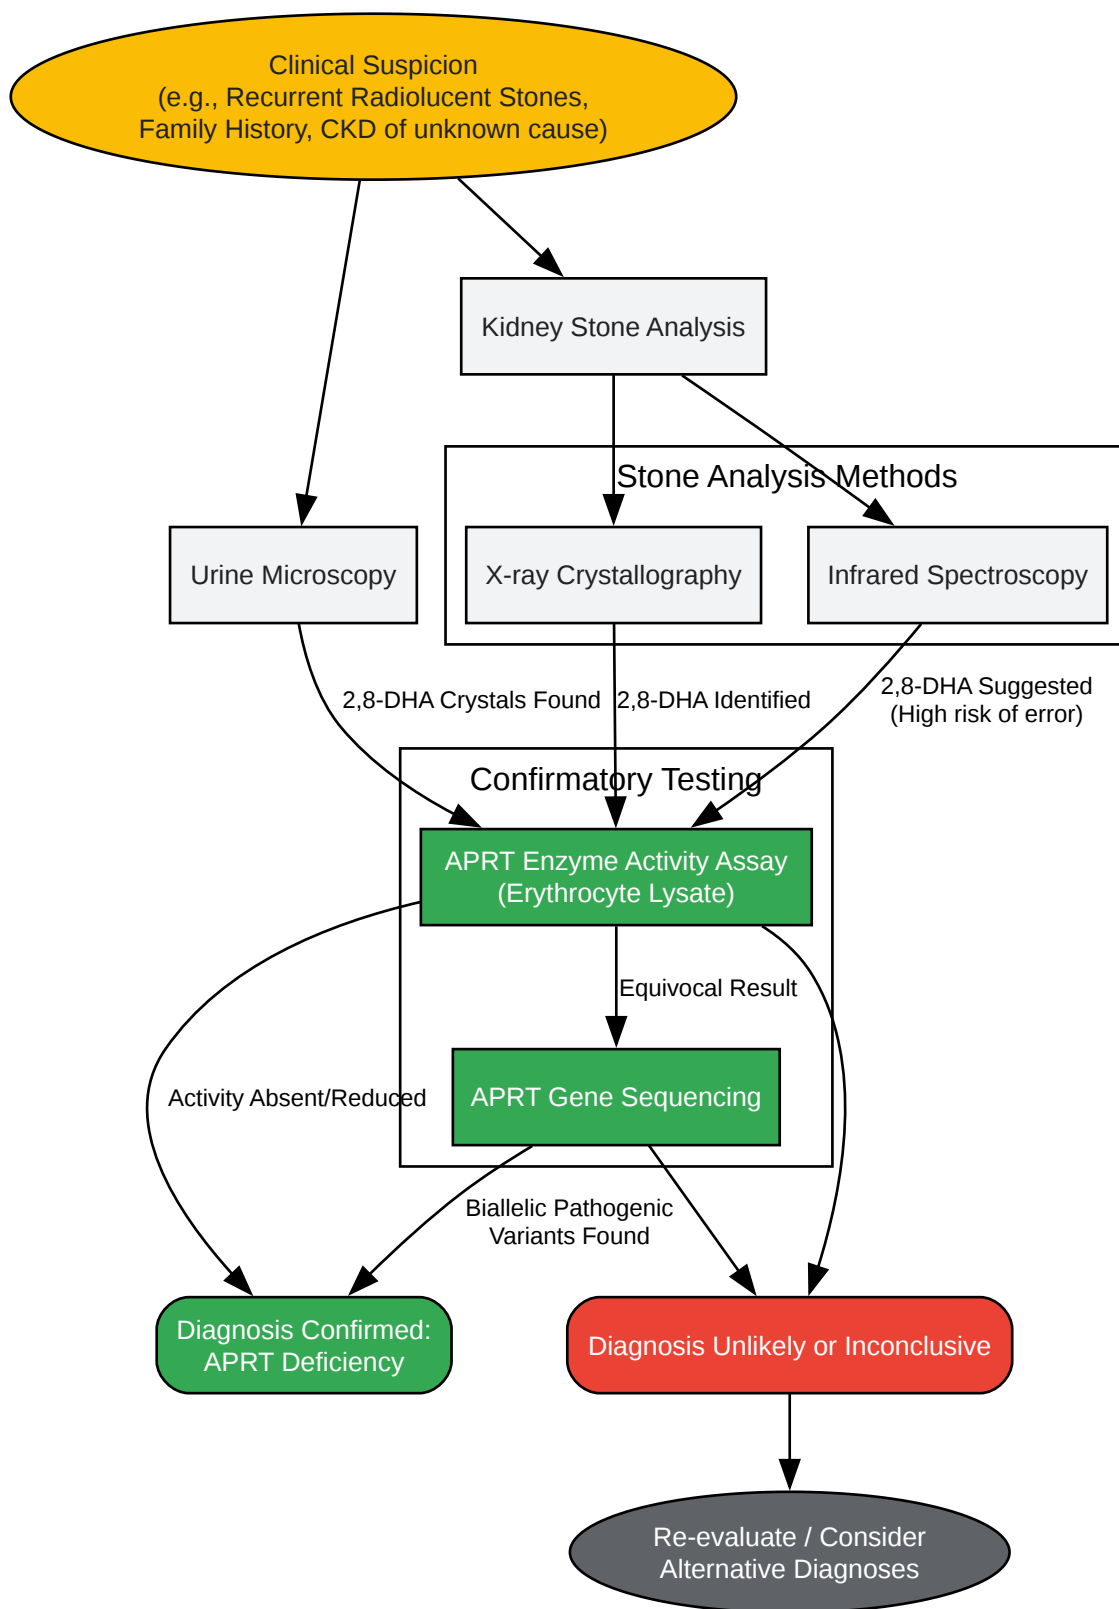 Clinical Suspicion
(e.g., Recurrent Radiolucent Stones,
Family History, CKD of unknown cause)
Kidney Stone Analysis
Stone Analysis Methods
Urine Microscopy
X-ray Crystallography
Infrared Spectroscopy
2,8-DHA Crystals Found
2,8-DHA Identified
2,8-DHA Suggested
(High risk of error)
Confirmatory Testing
APRT Enzyme Activity Assay
(Erythrocyte Lysate)
Equivocal Result
Activity Absent/Reduced
APRT Gene Sequencing
Biallelic Pathogenic
Variants Found
Diagnosis Confirmed:
APRT Deficiency
Diagnosis Unlikely or Inconclusive
Re-evaluate / Consider
Alternative Diagnoses